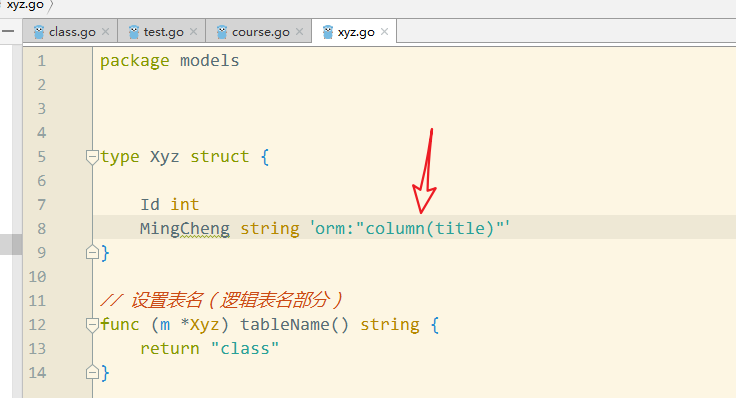 xyz.go
class.go × test.go × course.go × xyz.go ×
1 package models
2
3
4
5 type Xyz struct {
6
7 Id int
8 MingCheng string 'orm:"column(title)"'
9 }
10
11 // 设置表名(逻辑表名部分)
12 func (m *Xyz) tableName() string {
13 return "class"
14 }